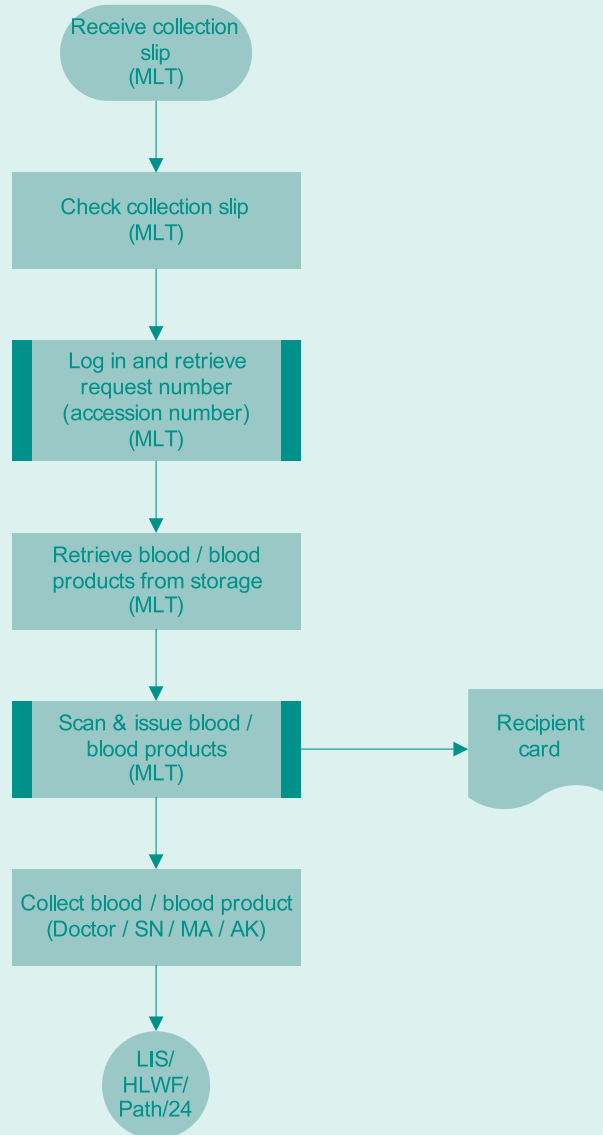 Receive collection
slip
(MLT)
Check collection slip
(MLT)
Log in and retrieve
request number
(accession number)
(MLT)
Retrieve blood / blood
products from storage
(MLT)
Scan & issue blood /
blood products
(MLT)
Recipient
card
Collect blood / blood product
(Doctor / SN / MA / AK)
LIS/
HLWF/
Path/24